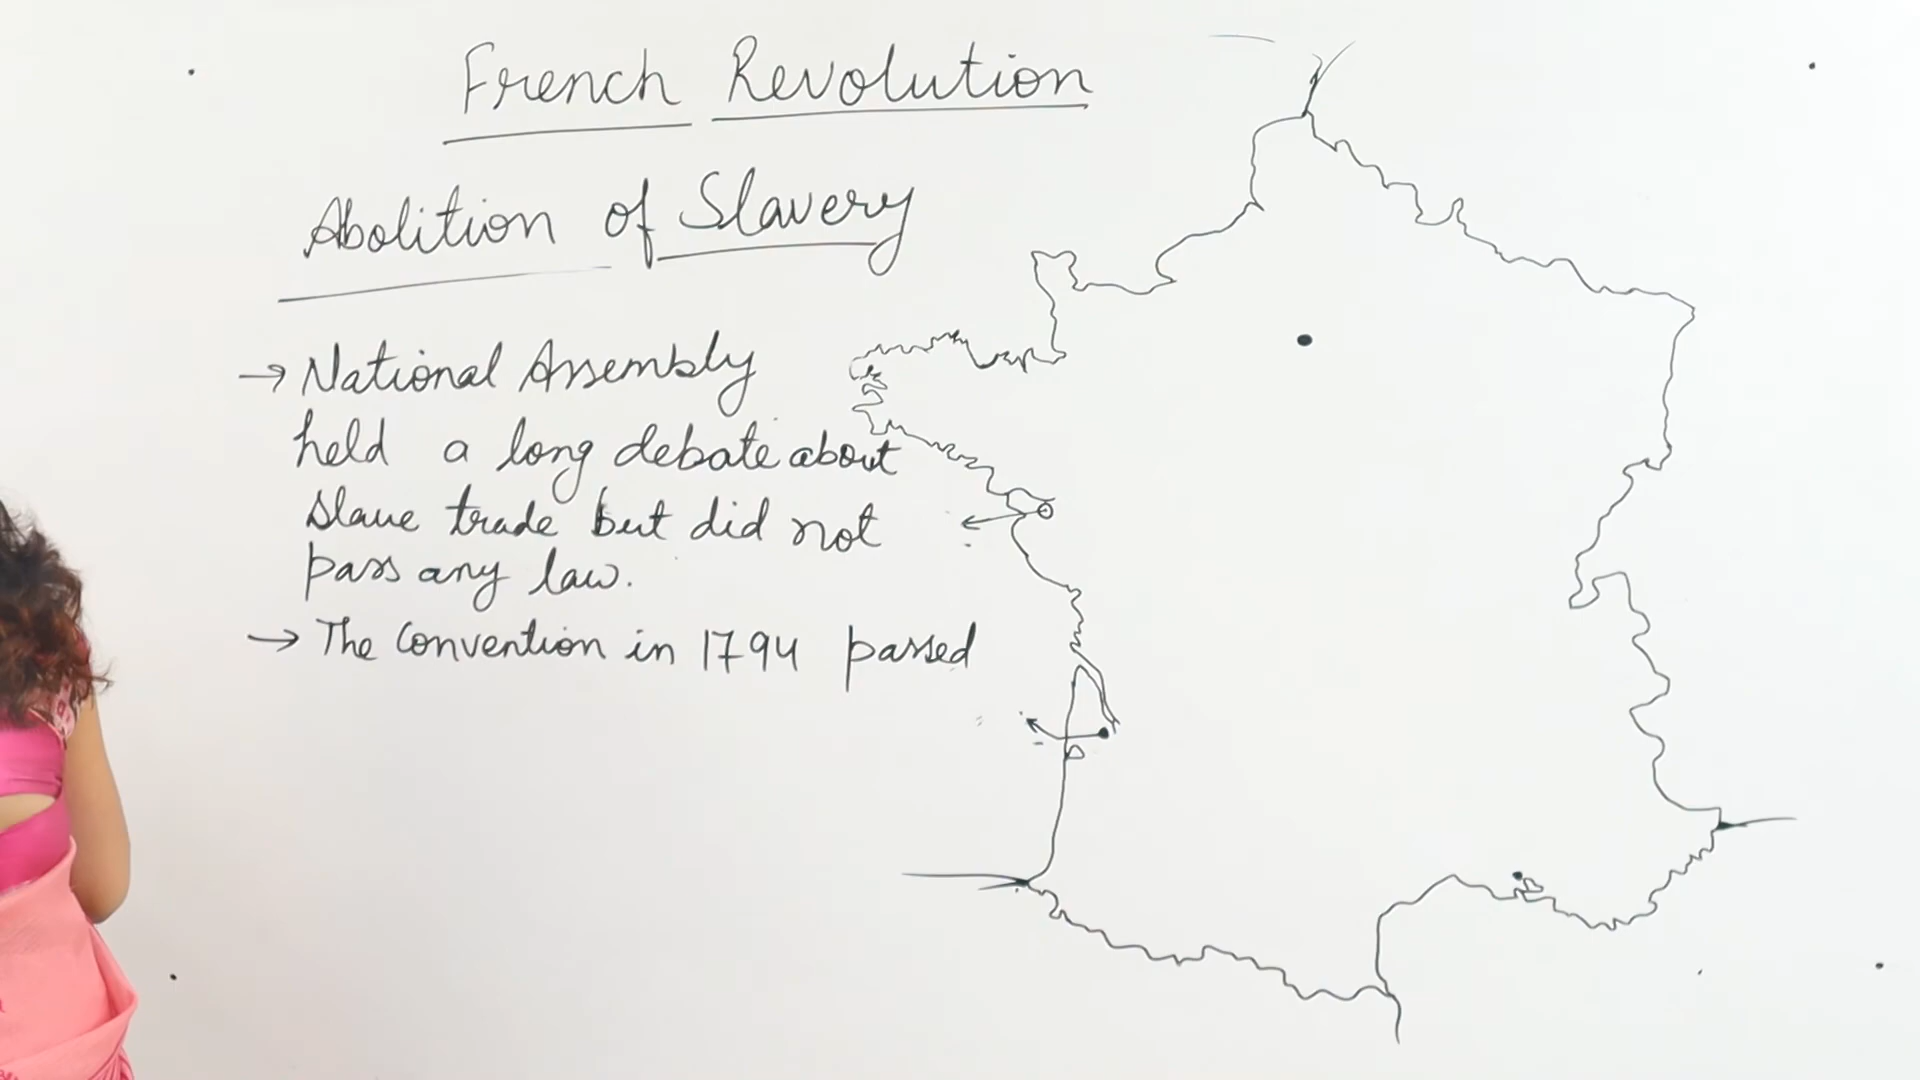 French Revolution
Abolition of Slavery
→ National Assembly
held a long debate about
slave trade but did not
pass any law.
→ The Convention in 1794 passed